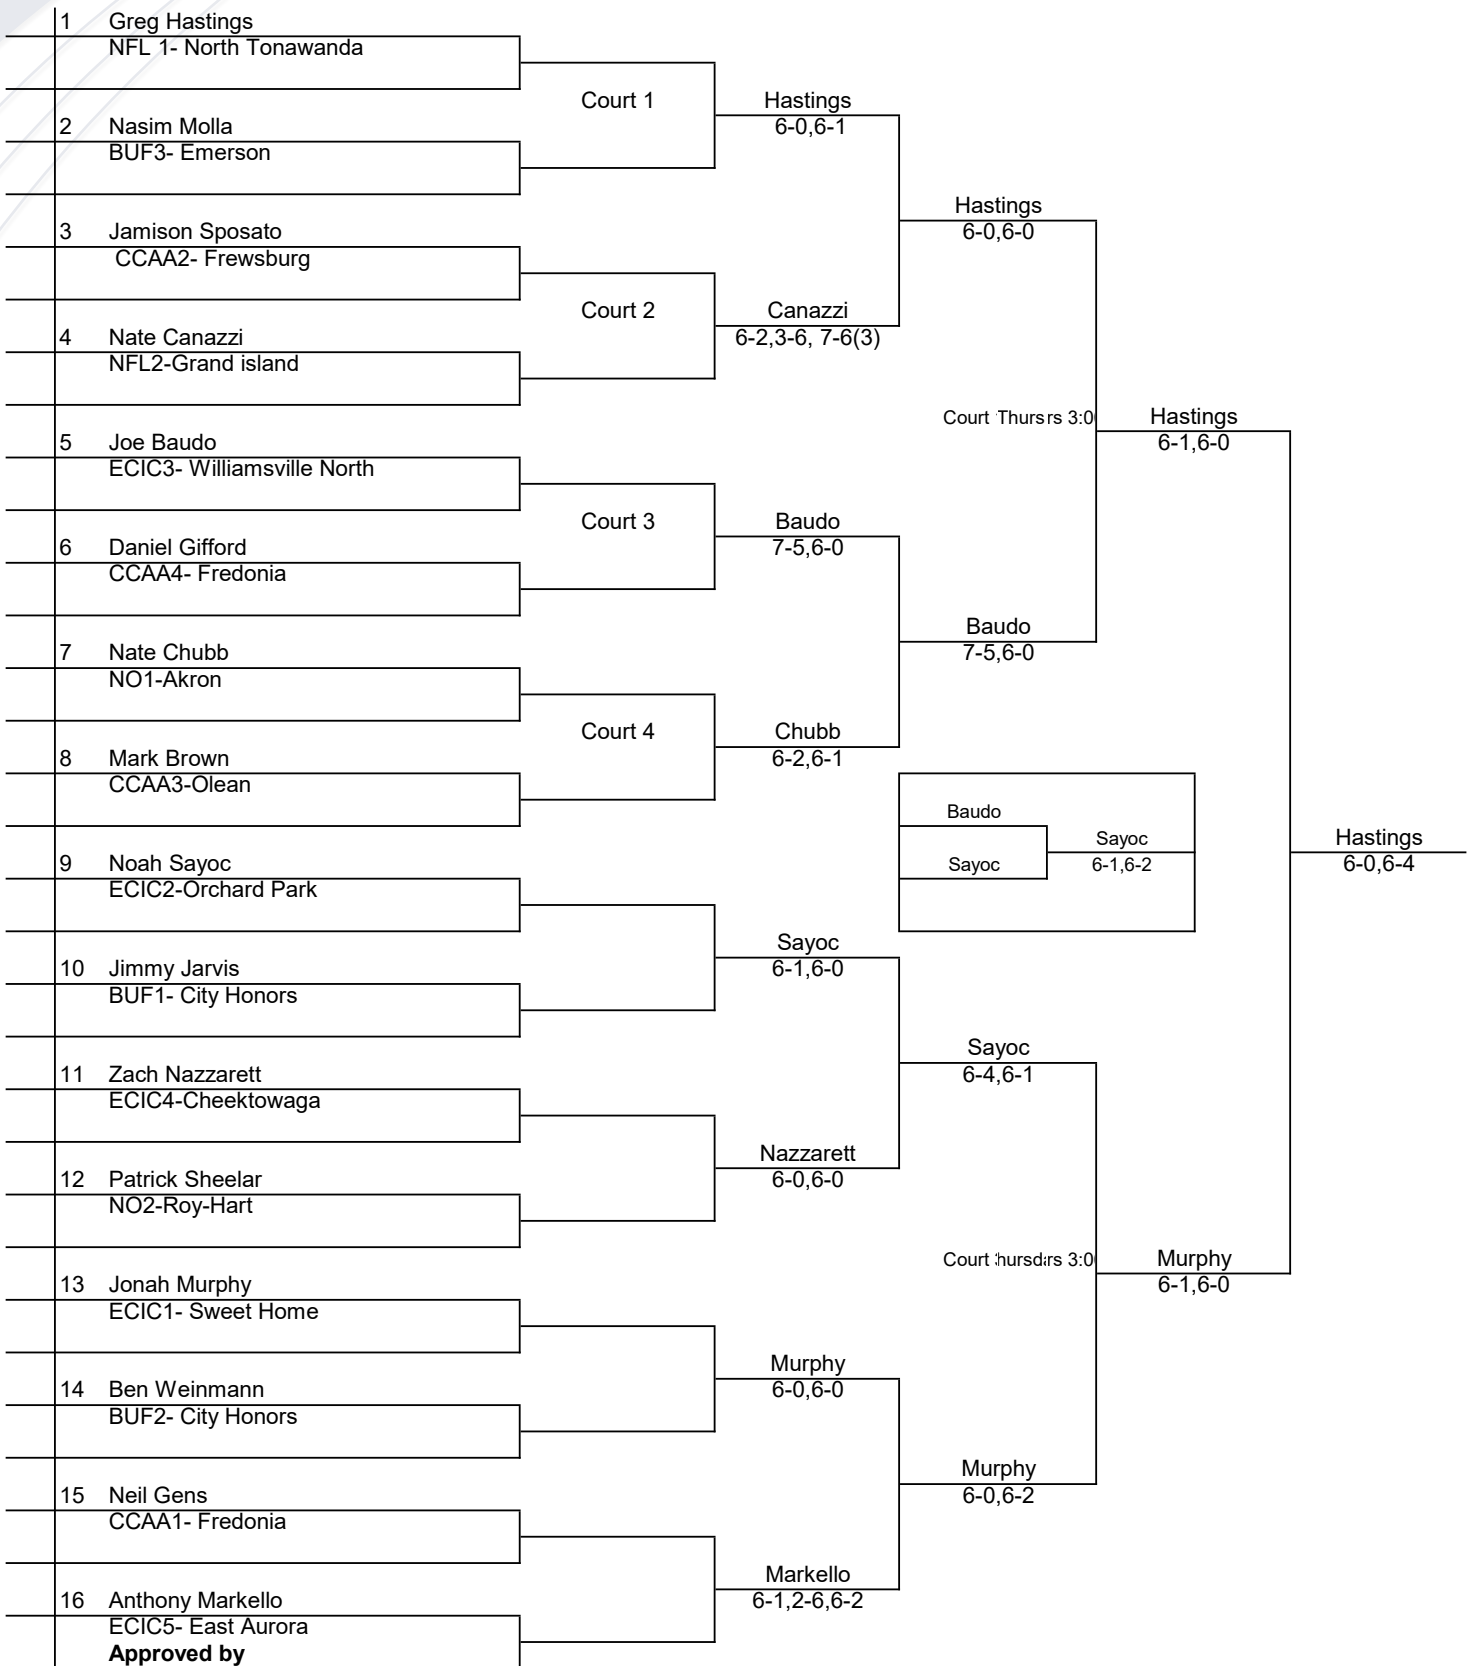 1 Greg Hastings
NFL 1- North Tonawanda
Court 1
Hastings
6-0,6-1
2 Nasim Molla
BUF3- Emerson
Hastings
6-0,6-0
3 Jamison Sposato
CCAA2- Frewsburg
Court 2
Canazzi
6-2,3-6, 7-6(3)
4 Nate Canazzi
NFL2-Grand island
Court Thurs rs 3:0
Hastings
6-1,6-0
5 Joe Baudo
ECIC3- Williamsville North
Court 3
Baudo
7-5,6-0
6 Daniel Gifford
CCAA4- Fredonia
Baudo
7-5,6-0
7 Nate Chubb
NO1-Akron
Court 4
Chubb
6-2,6-1
8 Mark Brown
CCAA3-Olean
Baudo
Sayoc
6-1,6-2
Sayoc
Hastings
6-0,6-4
9 Noah Sayoc
ECIC2-Orchard Park
Sayoc
6-1,6-0
10 Jimmy Jarvis
BUF1- City Honors
Sayoc
6-4,6-1
11 Zach Nazzarett
ECIC4-Cheektowaga
Nazzarett
6-0,6-0
12 Patrick Sheelar
NO2-Roy-Hart
Court rs 3:0
Murphy
6-1,6-0
13 Jonah Murphy
ECIC1- Sweet Home
Murphy
6-0,6-0
14 Ben Weinmann
BUF2- City Honors
Murphy
6-0,6-2
15 Neil Gens
CCAA1- Fredonia
Markello
6-1,2-6,6-2
16 Anthony Markello
ECIC5- East Aurora
Approved by